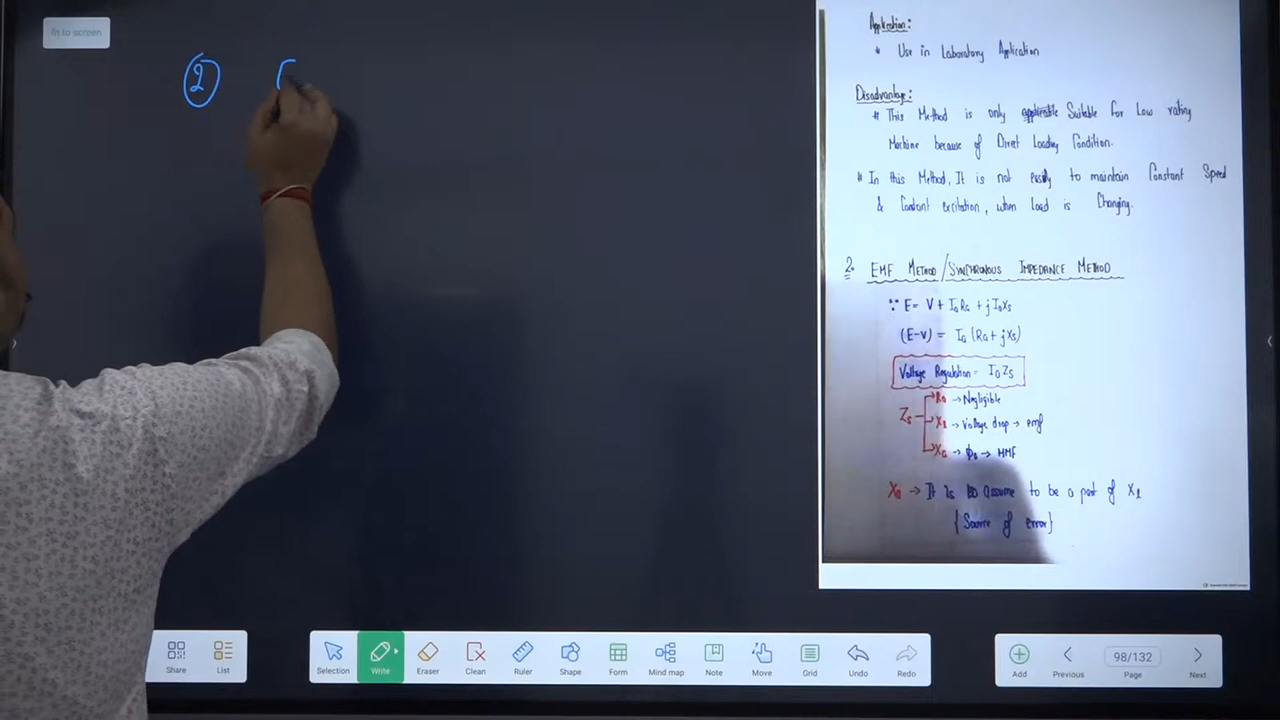 fit to screen
2
Application:
* Use in Laboratory Application
Disadvantage:
# This Method is only applicable Suitable for Low rating
Machine because of Direct Loading Condition.
# In this Method, It is not easily to maintain Constant Speed
& Constant excitation, when Load is Changing.
2. EMF METHOD/SYNCHRONOUS IMPEDANCE METHOD
∵ E = V + IaRa + jIaXs
(E-V) = Ia (Ra + jXs)
Voltage Regulation = IaZs
Ra → Negligible
Zs Xl → Voltage drop → emf
Xa → ϕa → MMF
Xa → It is assume to be a part of Xl
{Source of error}
Share
List
Selection
Write
Eraser
Clean
Ruler
Shape
Form
Mind map
Note
Move
Grid
Undo
Redo
Add
Previous
98/132
Page
Next